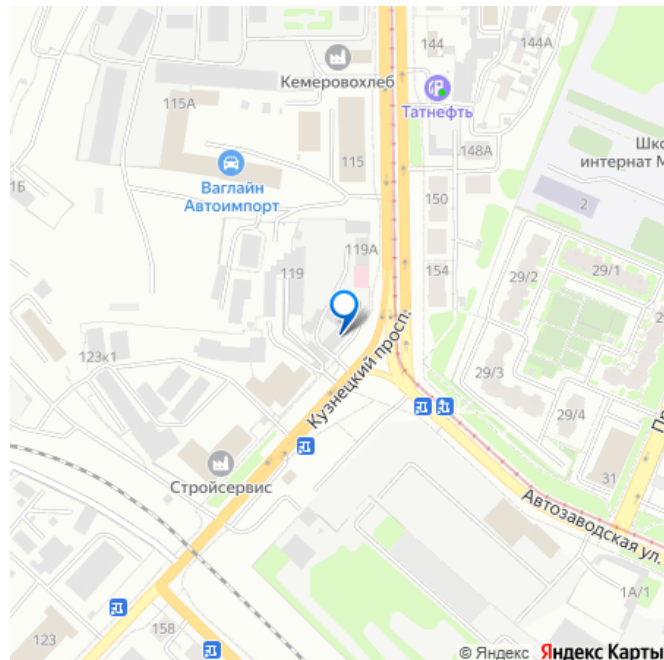 144
144А
Кемеровохлеб
Татнефть
115А
148А
115
Шко
интернат М
Ваглайн
Автоимпорт
1Б
150
2
119А
119
154
29/2
29/1
Кузнецкий просп.
123к1
29/3
29/4
Пр
31
Стройсервис
Автозаводская ул.
1А/1
158
123
© Яндекс Яндекс Карты